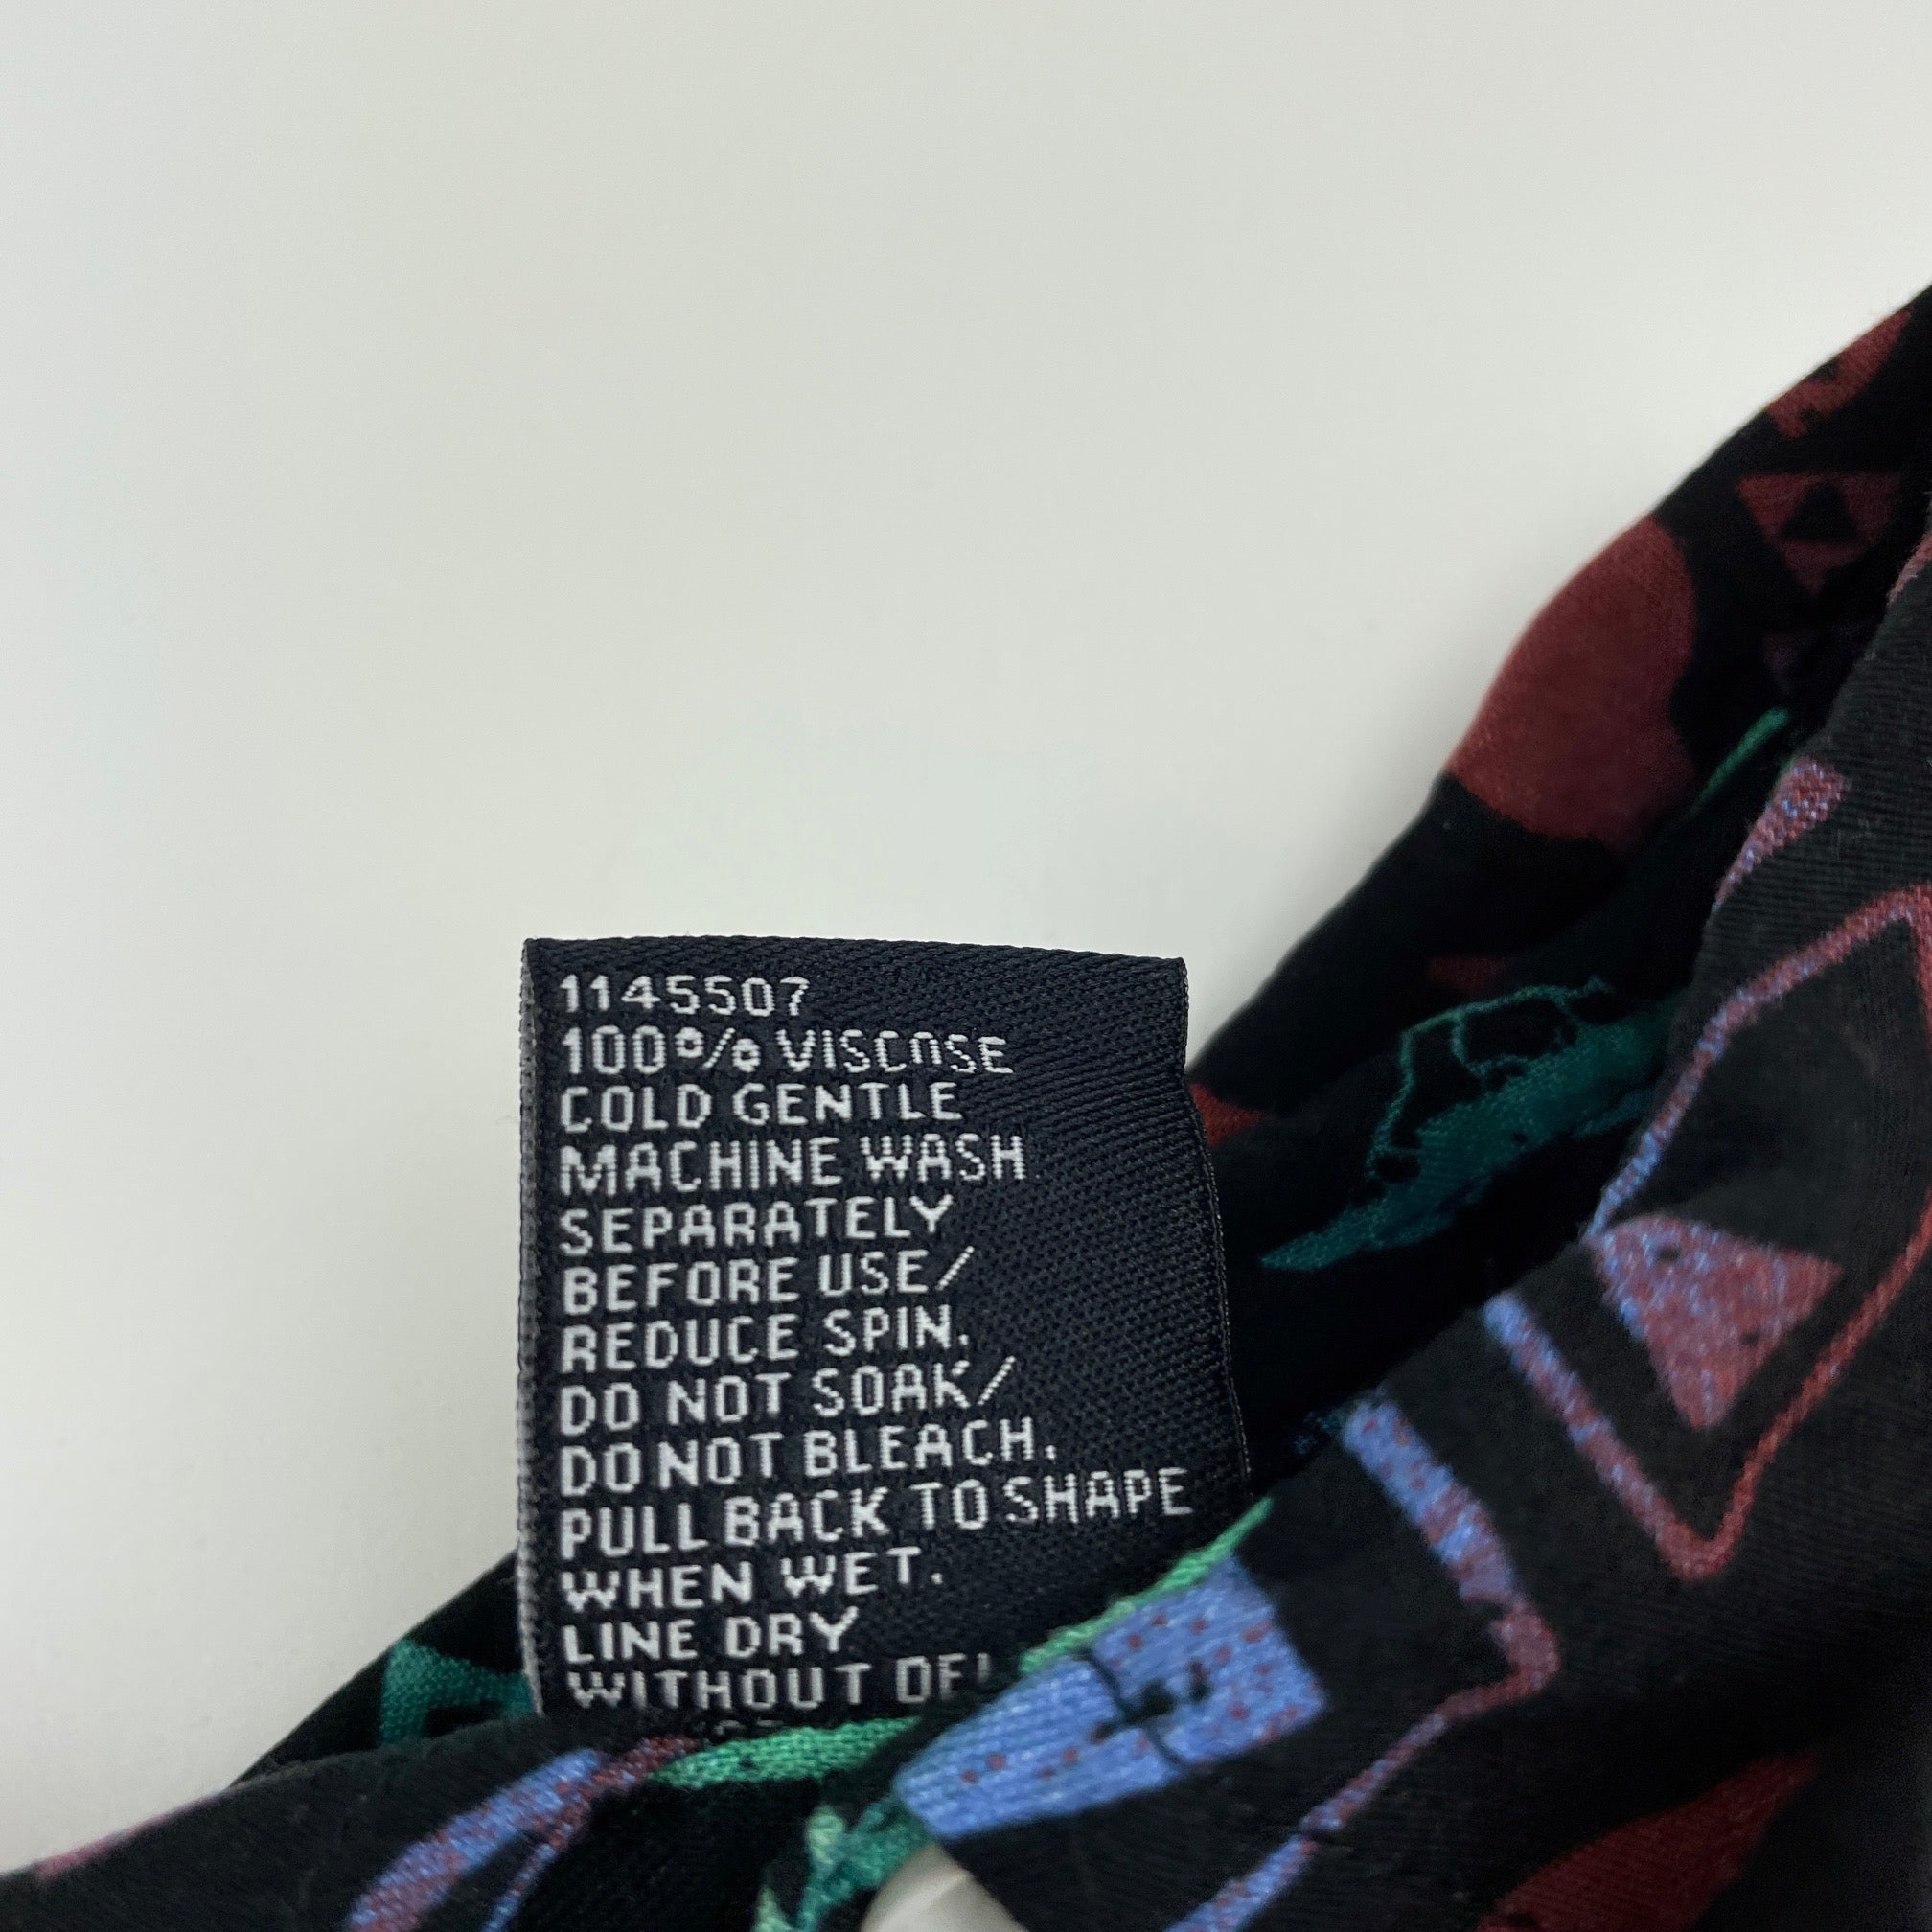 1145507
100% VISCOSE
COLD GENTLE
MACHINE WASH
SEPARATELY
BEFORE USE/
REDUCE SPIN.
DO NOT SOAK/
DO NOT BLEACH.
PULL BACK TO SHAPE
WHEN WET.
LINE DRY
WITHOUT